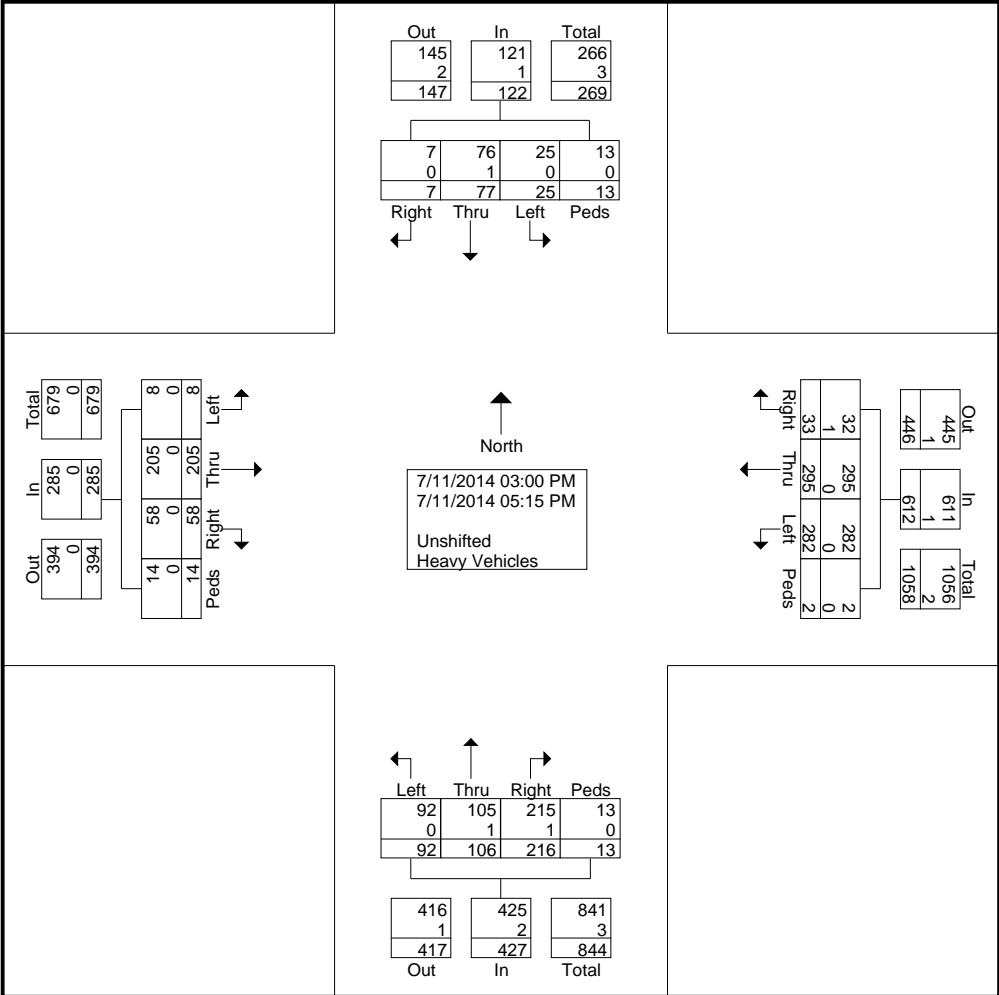 Out In Total
145 121 266
2 1 3
147 122 269
7 76 25 13
0 1 0 0
7 77 25 13
Right Thru Left Peds
Total
679
0
679
In
285
0
285
Out
394
0
394
8 0 8
205 0 205
58 0 58
14 0 14
Left
Thru
Right
Peds
North
7/11/2014 03:00 PM
7/11/2014 05:15 PM
Unshifted
Heavy Vehicles
Right
Thru
Left
Peds
32 1 33
295 0 295
282 0 282
2 0 2
Out
445
1
446
In
611
1
612
Total
1056
2
1058
Left Thru Right Peds
92 105 215 13
0 1 1 0
92 106 216 13
416 425 841
1 2 3
417 427 844
Out In Total